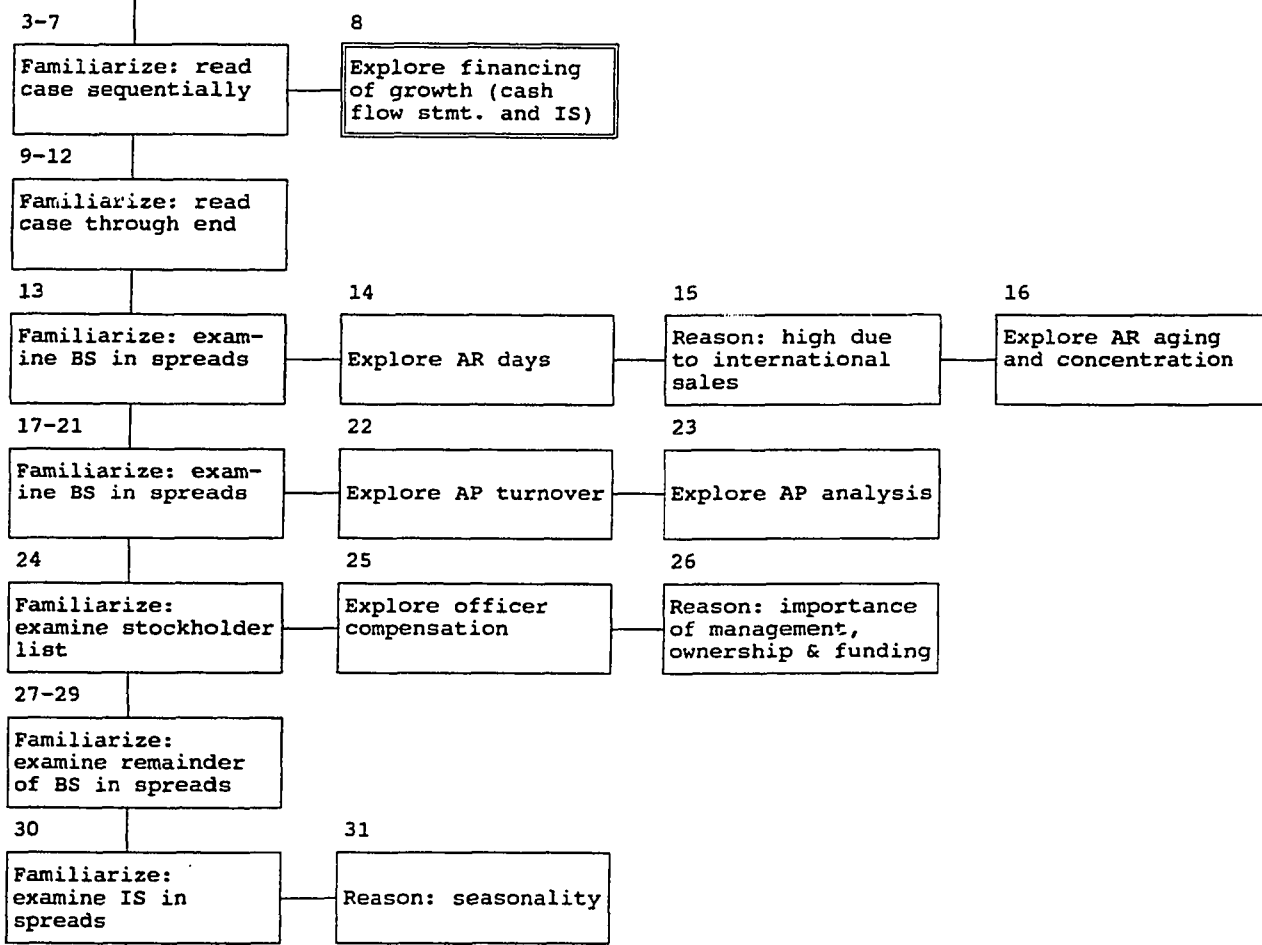 3-7
8
Familiarize: read
case sequentially
Explore financing
of growth (cash
flow stmt. and IS)
9-12
Familiarize: read
case through end
13
14
15
16
Familiarize: exam-
ine BS in spreads
Explore AR days
Reason: high due
to international
sales
Explore AR aging
and concentration
17-21
22
23
Familiarize: exam-
ine BS in spreads
Explore AP turnover
Explore AP analysis
24
25
26
Familiarize:
examine stockholder
list
Explore officer
compensation
Reason: importance
of management,
ownership & funding
27-29
Familiarize:
examine remainder
of BS in spreads
30
31
Familiarize:
examine IS in
spreads
Reason: seasonality